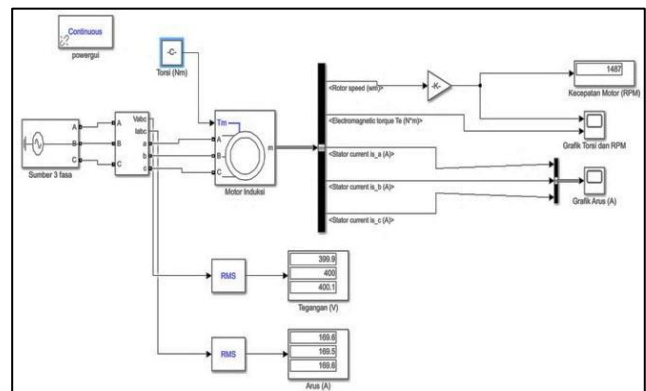 Continuous
powergui
-C-
Torsi (Nm)
Tm
A
B
C
m
Motor Induksi
A
B
C
Sumber 3 fasa
Vabc
Iabc
A
B
C
a
b
c
<Rotor speed (wm)>
<Electromagnetic torque Te (N*m)>
<Stator current is_a (A)>
<Stator current is_b (A)>
<Stator current is_c (A)>
-K-
1487
Kecepatan Motor (RPM)
Grafik Torsi dan RPM
Grafik Arus (A)
RMS
399.9
400
400.1
Tegangan (V)
RMS
169.6
169.5
169.6
Arus (A)